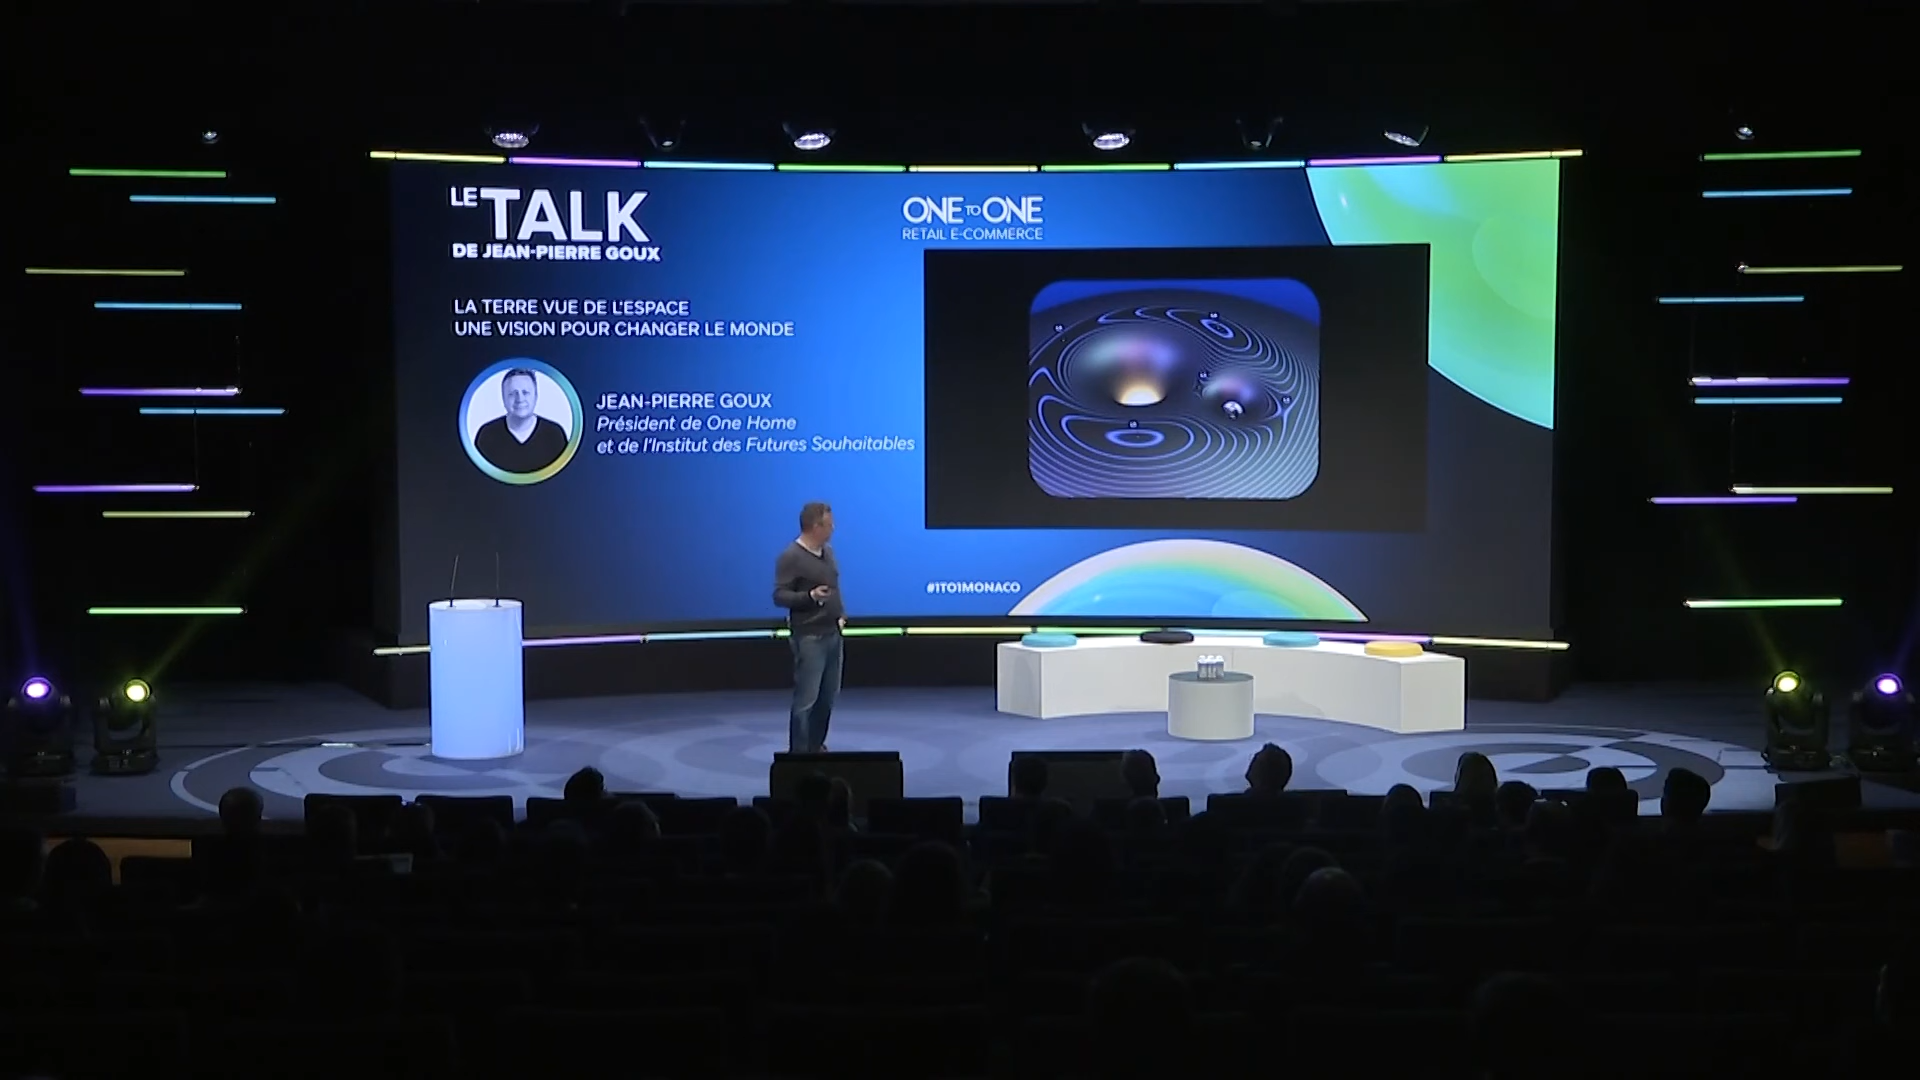 LE TALK
DE JEAN-PIERRE GOUX
ONE TO ONE
RETAIL E-COMMERCE
LA TERRE VUE DE L'ESPACE
UNE VISION POUR CHANGER LE MONDE
JEAN-PIERRE GOUX
Président de One Home
et de l'Institut des Futures Souhaitables
#1TO1MONACO